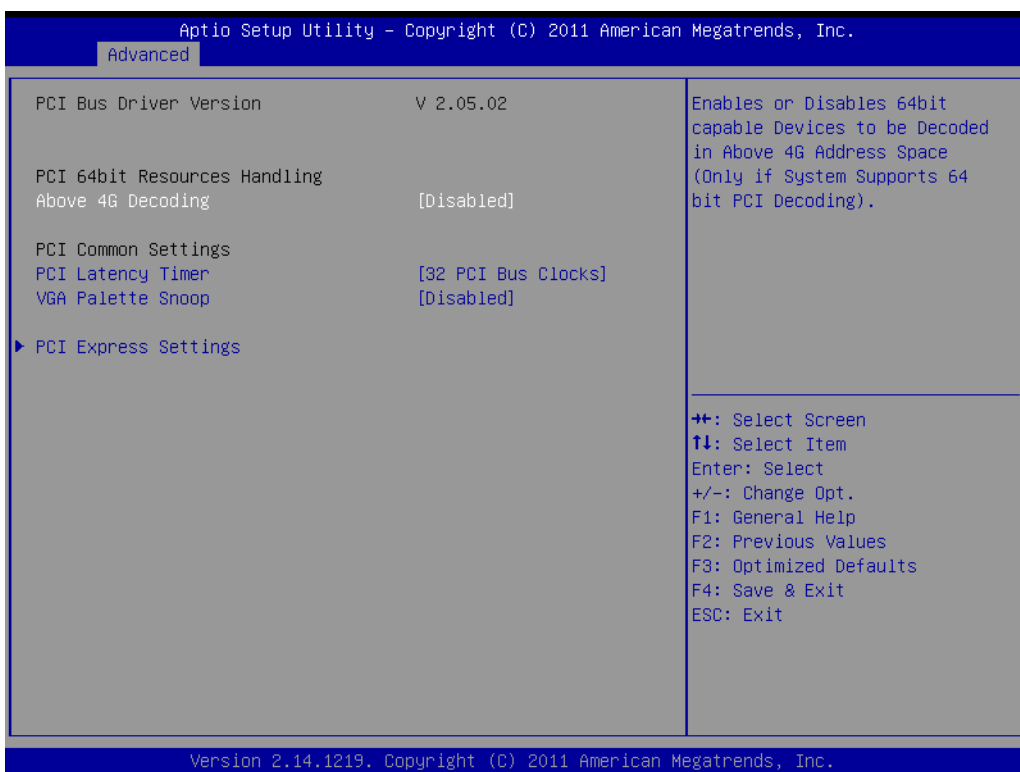 Aptio Setup Utility – Copyright (C) 2011 American Megatrends, Inc.
Advanced
PCI Bus Driver Version V 2.05.02
PCI 64bit Resources Handling
Above 4G Decoding [Disabled]
PCI Common Settings
PCI Latency Timer [32 PCI Bus Clocks]
VGA Palette Snoop [Disabled]
▶ PCI Express Settings
Enables or Disables 64bit
capable Devices to be Decoded
in Above 4G Address Space
(Only if System Supports 64
bit PCI Decoding).
→←: Select Screen
↑↓: Select Item
Enter: Select
+/-: Change Opt.
F1: General Help
F2: Previous Values
F3: Optimized Defaults
F4: Save & Exit
ESC: Exit
Version 2.14.1219. Copyright (C) 2011 American Megatrends, Inc.